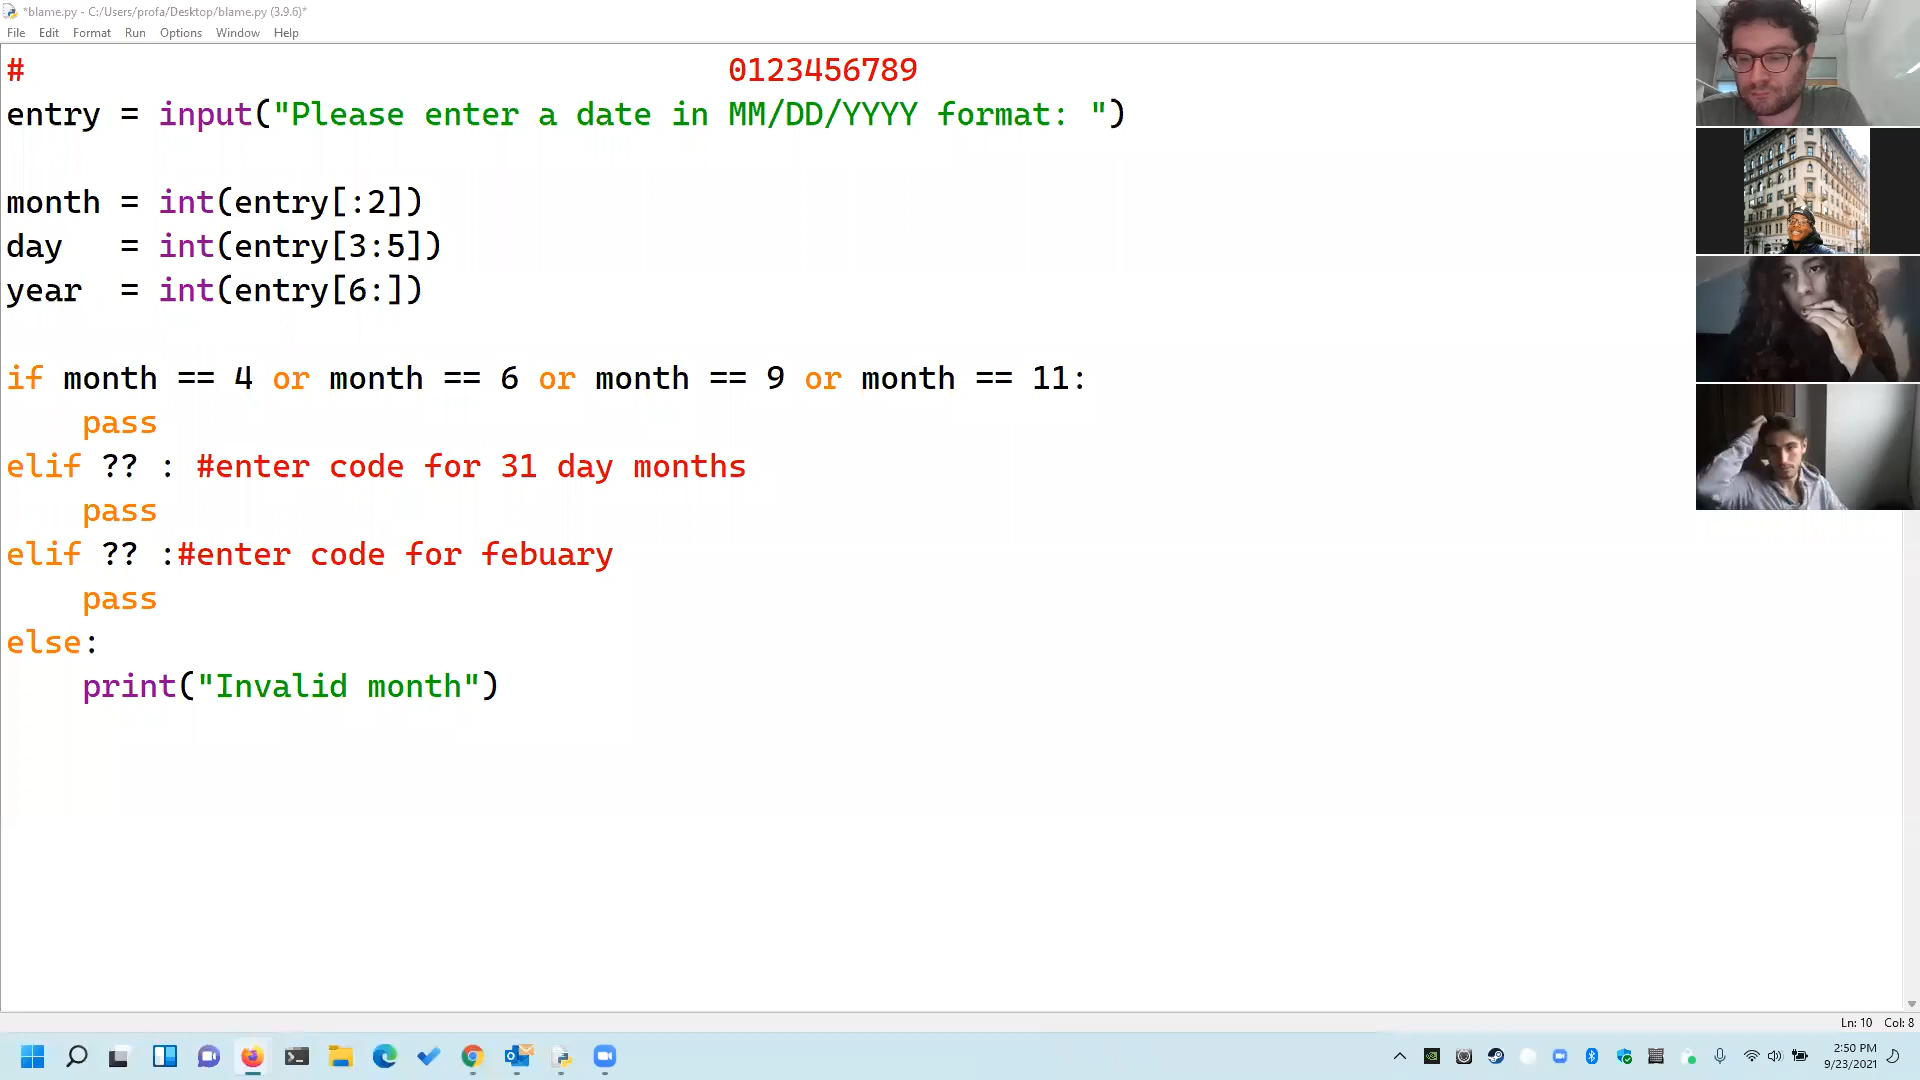 *blame.py - C:/Users/profa/Desktop/blame.py (3.9.6)*
File Edit Format Run Options Window Help
# 0123456789
entry = input("Please enter a date in MM/DD/YYYY format: ")
month = int(entry[:2])
day = int(entry[3:5])
year = int(entry[6:])
if month == 4 or month == 6 or month == 9 or month == 11:
pass
elif ?? : #enter code for 31 day months
pass
elif ?? :#enter code for febuary
pass
else:
print("Invalid month")
Ln: 10 Col: 8
2:50 PM
9/23/2021